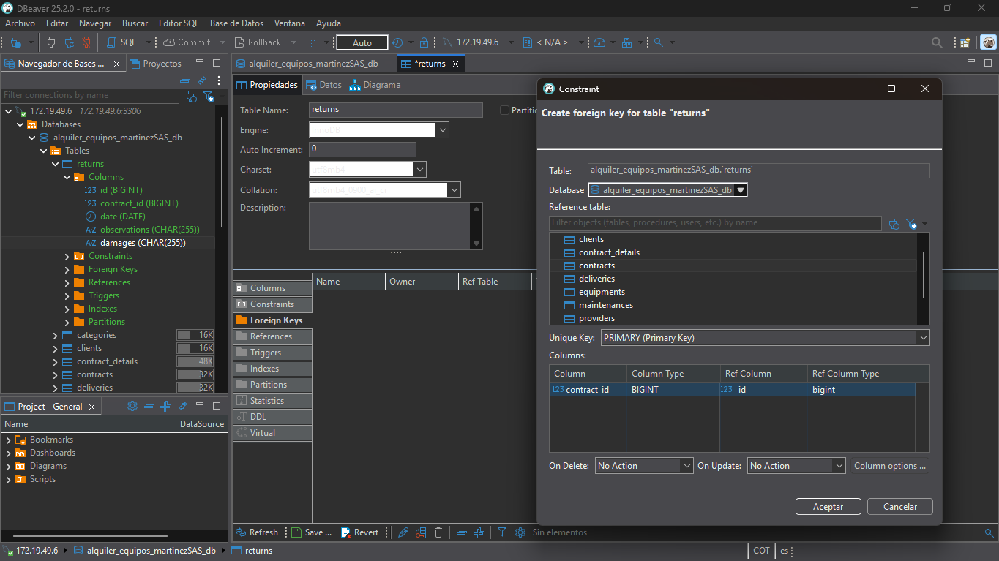 DBeaver 25.2.0 - returns
Archivo Editar Navegar Buscar Editor SQL Base de Datos Ventana Ayuda
SQL Commit Rollback T Auto 172.19.49.6 < N/A >
Navegador de Bases ... Proyectos
Filter connections by name
172.19.49.6 172.19.49.6:3306
Databases
alquiler_equipos_martinezSAS_db
Tables
returns
Columns
123 id (BIGINT)
123 contract_id (BIGINT)
date (DATE)
A-Z observations (CHAR(255))
A-Z damages (CHAR(255))
Constraints
Foreign Keys
References
Triggers
Indexes
Partitions
categories 16K
clients 16K
contract_details 48K
contracts 32K
deliveries 32K
Project - General
Name DataSource
Bookmarks
Dashboards
Diagrams
Scripts
alquiler_equipos_martinezSAS_db *returns
Propiedades Datos Diagrama
Table Name: returns
Partitic
Engine: InnoDB
Auto Increment: 0
Charset: utf8mb4
Collation: utf8mb4_0900_ai_ci
Description:
Name Owner Ref Table
Columns
Constraints
Foreign Keys
References
Triggers
Indexes
Partitions
Statistics
DDL
Virtual
Refresh Save ... Revert Sin elementos
Constraint
Create foreign key for table "returns"
Table: alquiler_equipos_martinezSAS_db.`returns`
Database alquiler_equipos_martinezSAS_db
Reference table:
Filter objects (tables, procedures, users, etc.) by name
clients
contract_details
contracts
deliveries
equipments
maintenances
providers
Unique Key: PRIMARY (Primary Key)
Columns:
Column Column Type Ref Column Ref Column Type
123 contract_id BIGINT 123 id bigint
On Delete: No Action On Update: No Action Column options ...
Aceptar Cancelar
172.19.49.6 alquiler_equipos_martinezSAS_db returns
COT es